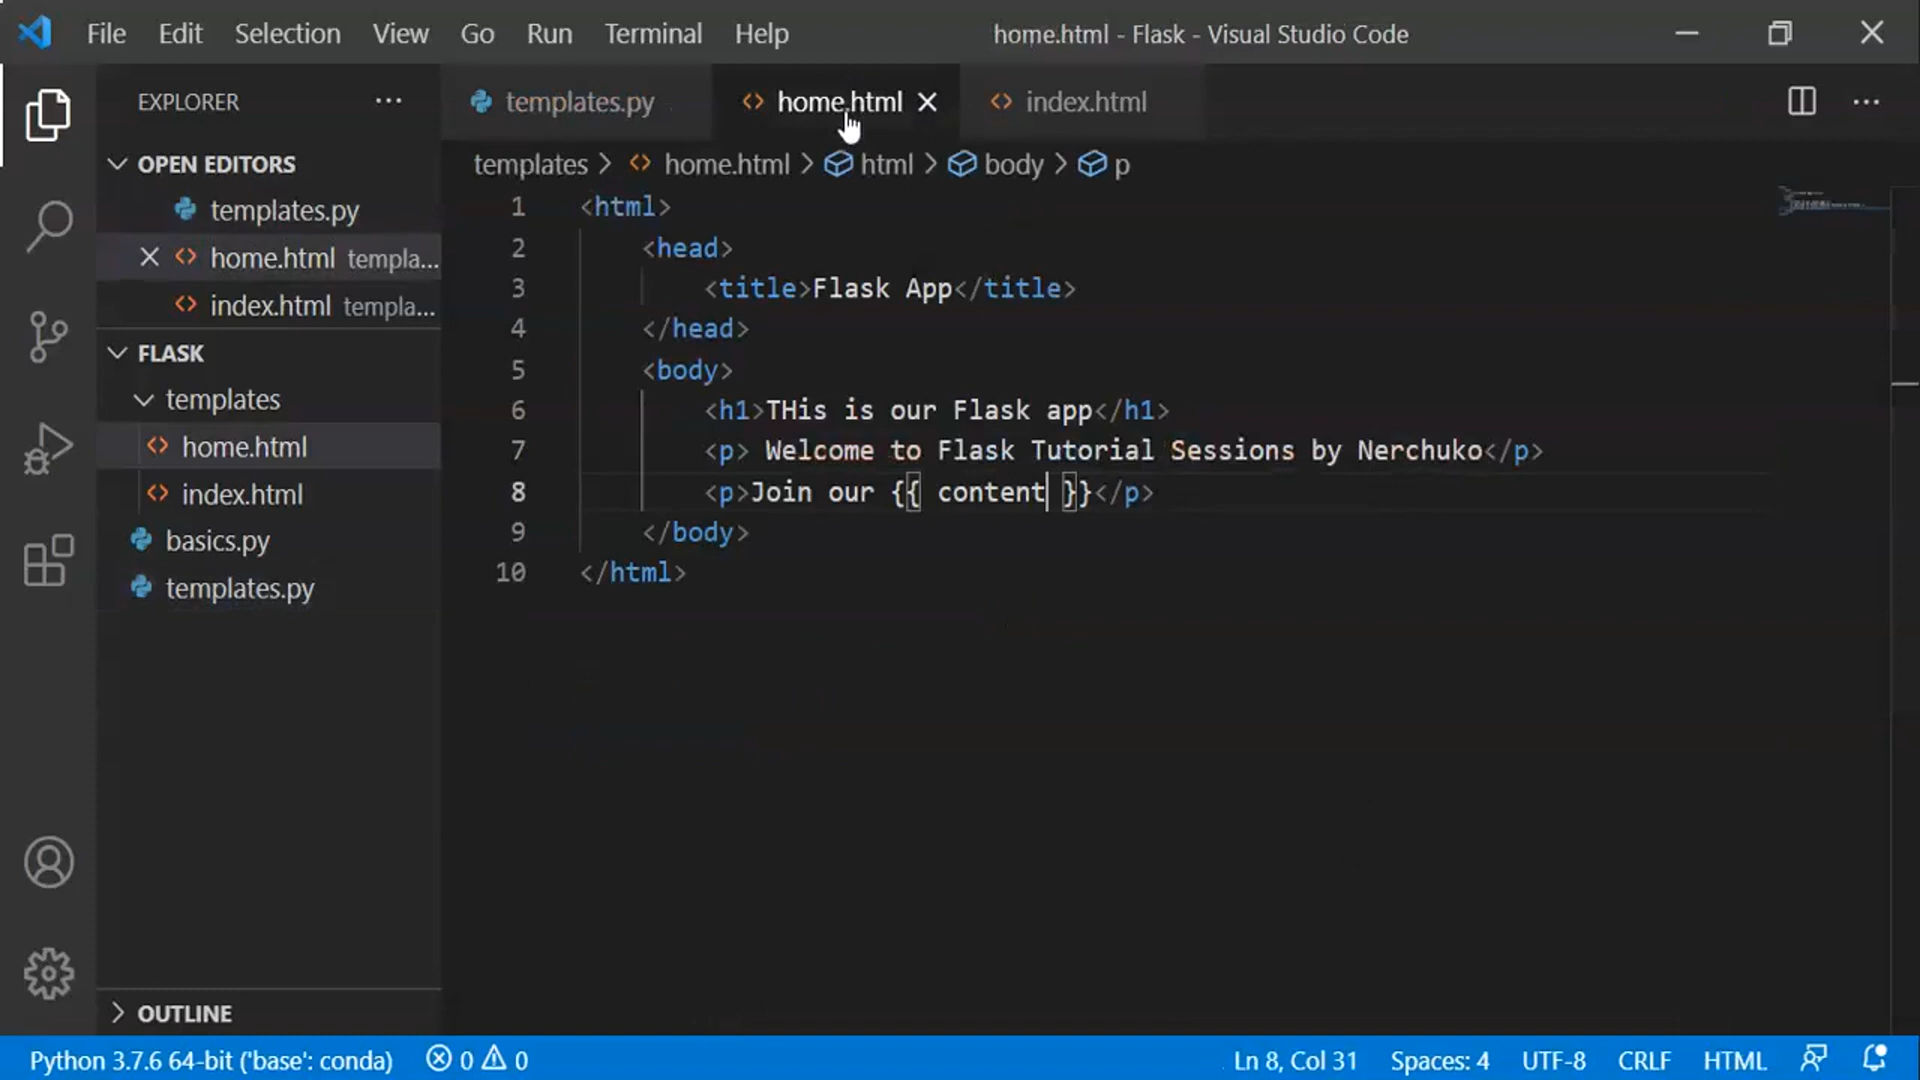 File Edit Selection View Go Run Terminal Help home.html - Flask - Visual Studio Code
EXPLORER
OPEN EDITORS
templates.py
home.html templa...
index.html templa...
FLASK
templates
home.html
index.html
basics.py
templates.py
OUTLINE
templates.py home.html index.html
templates > home.html > html > body > p
1 <html>
2 <head>
3 <title>Flask App</title>
4 </head>
5 <body>
6 <h1>THis is our Flask app</h1>
7 <p> Welcome to Flask Tutorial Sessions by Nerchuko</p>
8 <p>Join our {{ content }}</p>
9 </body>
10 </html>
Python 3.7.6 64-bit ('base': conda) 0 0 Ln 8, Col 31 Spaces: 4 UTF-8 CRLF HTML